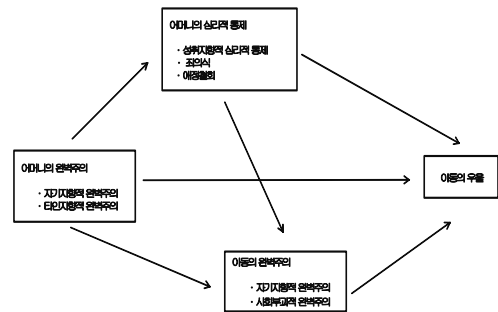 어머니의 심리적 통제
· 성취지향적 심리적 통제
· 죄의식
· 애정철회
어머니의 완벽주의
· 자기지향적 완벽주의
· 타인지향적 완벽주의
아동의 우울
아동의 완벽주의
· 자기지향적 완벽주의
· 사회부과적 완벽주의